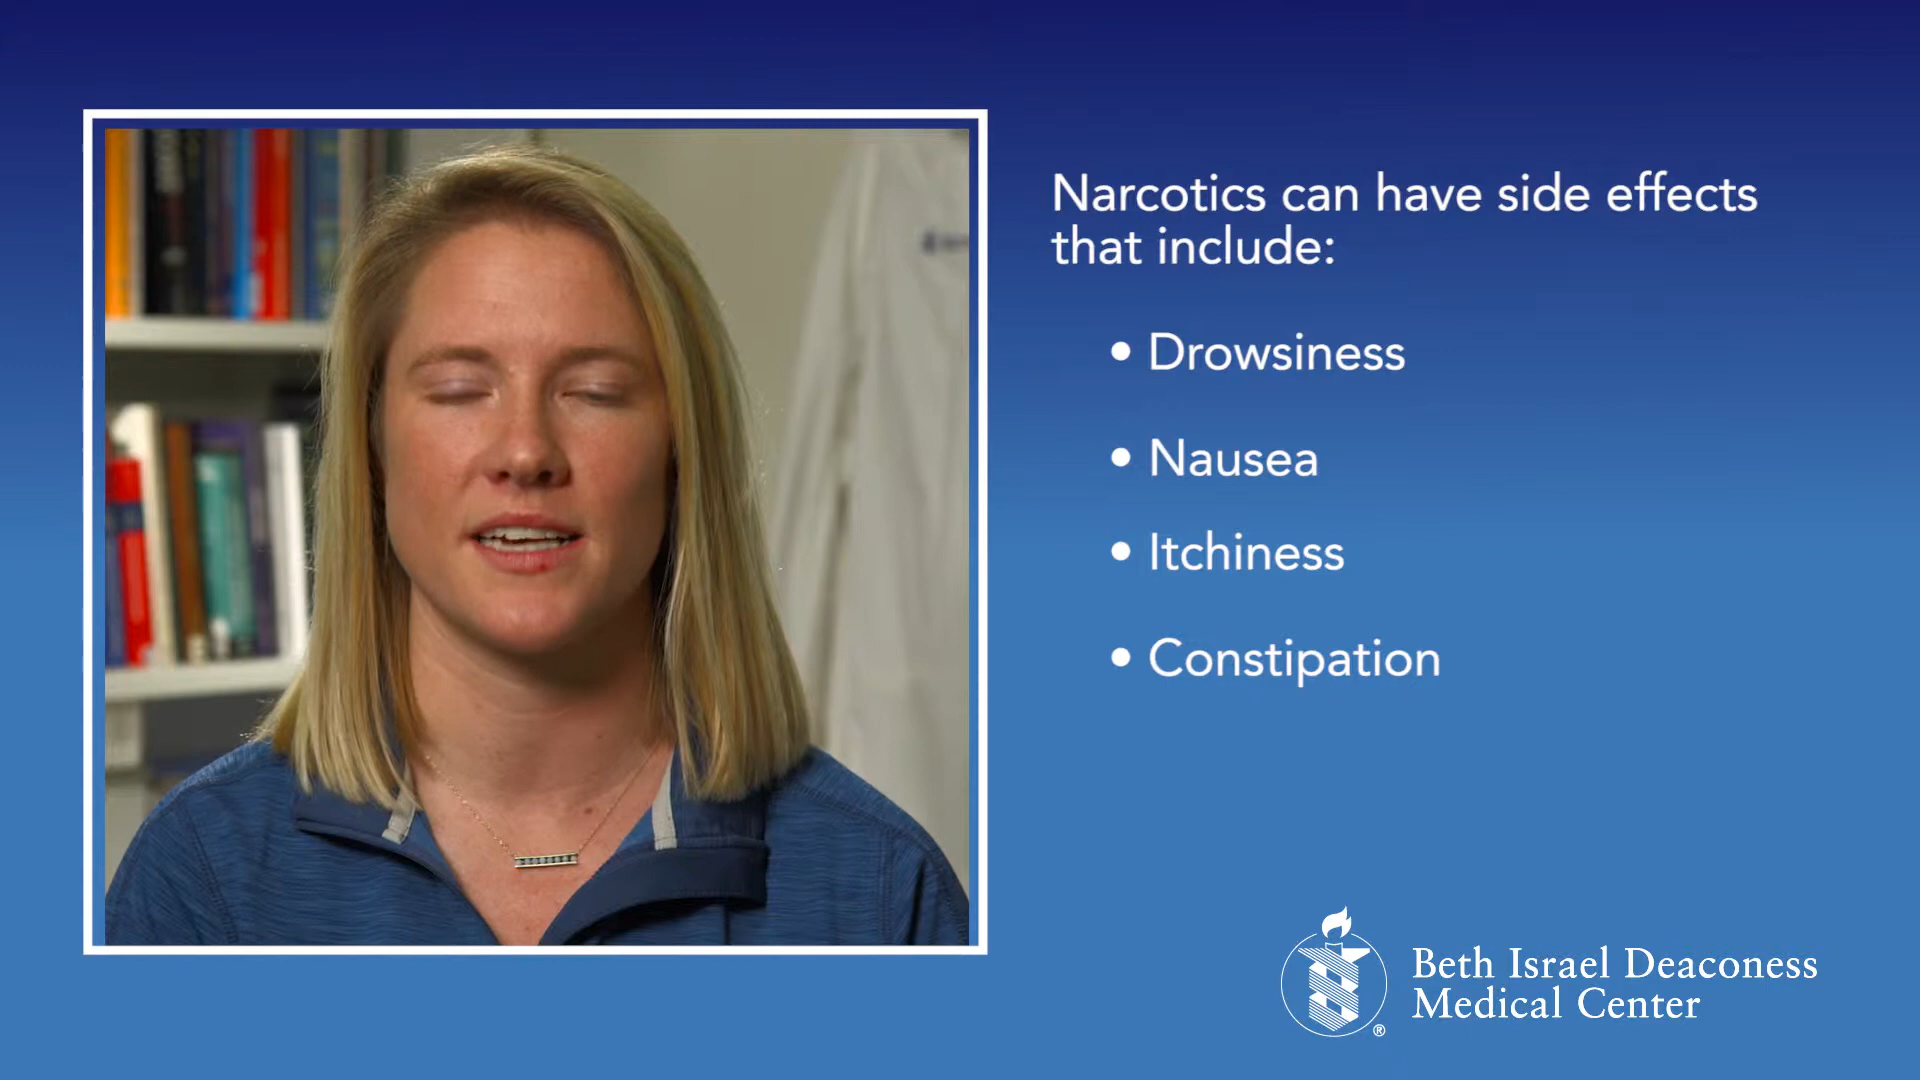 Narcotics can have side effects
that include:
• Drowsiness
• Nausea
• Itchiness
• Constipation
Beth Israel Deaconess
Medical Center
®